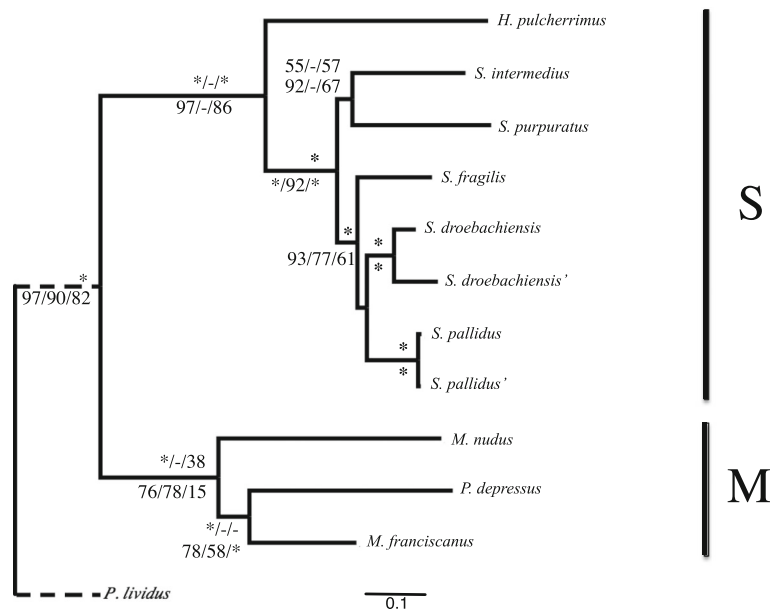 H. pulcherrimus
55/-/57
S. intermedius
*/-/*
92/-/67
97/-/86
S. purpuratus
*
*/92/*
S. fragilis
S
S. droebachiensis
*
*
93/77/61
*
*
S. droebachiensis’
97/90/82
S. pallidus
*
*
S. pallidus’
M. nudus
*/-/38
76/78/15
P. depressus
M
*/-/-
78/58/*
M. franciscanus
P. lividus
0.1